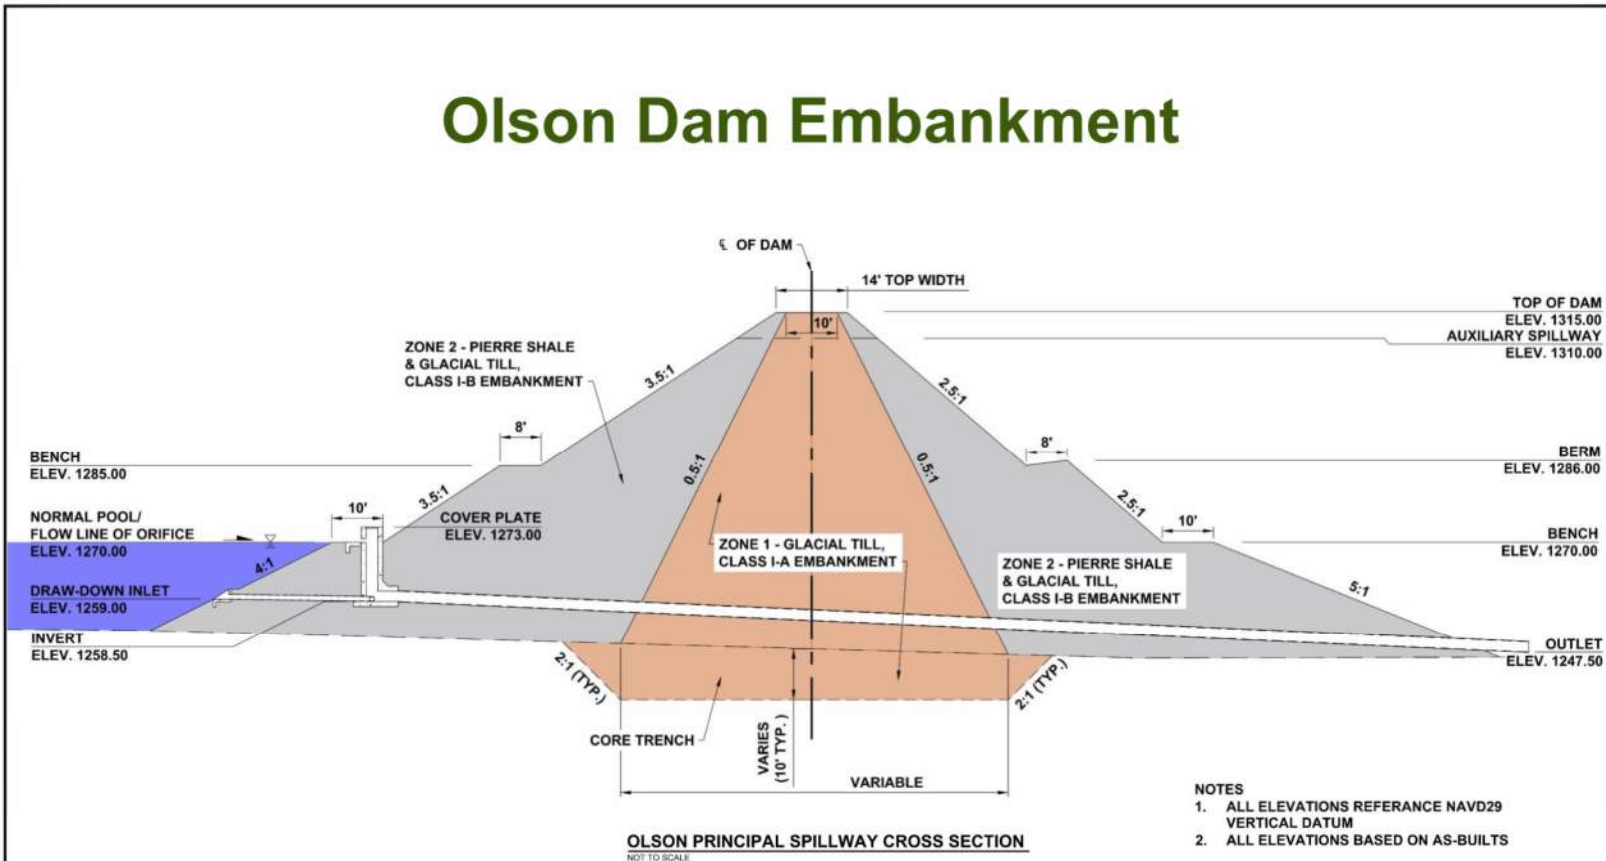 Olson Dam Embankment
℄ OF DAM
14' TOP WIDTH
10'
TOP OF DAM
ELEV. 1315.00
AUXILIARY SPILLWAY
ELEV. 1310.00
ZONE 2 - PIERRE SHALE
& GLACIAL TILL,
CLASS I-B EMBANKMENT
3.5:1
2.5:1
8'
8'
BENCH
ELEV. 1285.00
BERM
ELEV. 1286.00
0.5:1
0.5:1
3.5:1
2.5:1
NORMAL POOL/
FLOW LINE OF ORIFICE
ELEV. 1270.00
10'
COVER PLATE
ELEV. 1273.00
10'
BENCH
ELEV. 1270.00
ZONE 1 - GLACIAL TILL,
CLASS I-A EMBANKMENT
ZONE 2 - PIERRE SHALE
& GLACIAL TILL,
CLASS I-B EMBANKMENT
4:1
5:1
DRAW-DOWN INLET
ELEV. 1259.00
INVERT
ELEV. 1258.50
OUTLET
ELEV. 1247.50
2:1 (TYP.)
2:1 (TYP.)
CORE TRENCH
VARIES
(10' TYP. )
VARIABLE
OLSON PRINCIPAL SPILLWAY CROSS SECTION
NOT TO SCALE
NOTES
1. ALL ELEVATIONS REFERANCE NAVD29
VERTICAL DATUM
2. ALL ELEVATIONS BASED ON AS-BUILTS